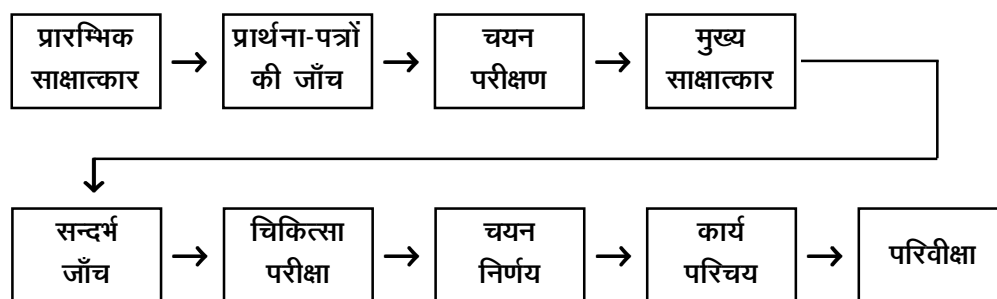 प्रारम्भिक
साक्षात्कार
प्रार्थना-पत्रों
की जाँच
चयन
परीक्षण
मुख्य
साक्षात्कार
सन्दर्भ
जाँच
चिकित्सा
परीक्षा
चयन
निर्णय
कार्य
परिचय
परिवीक्षा